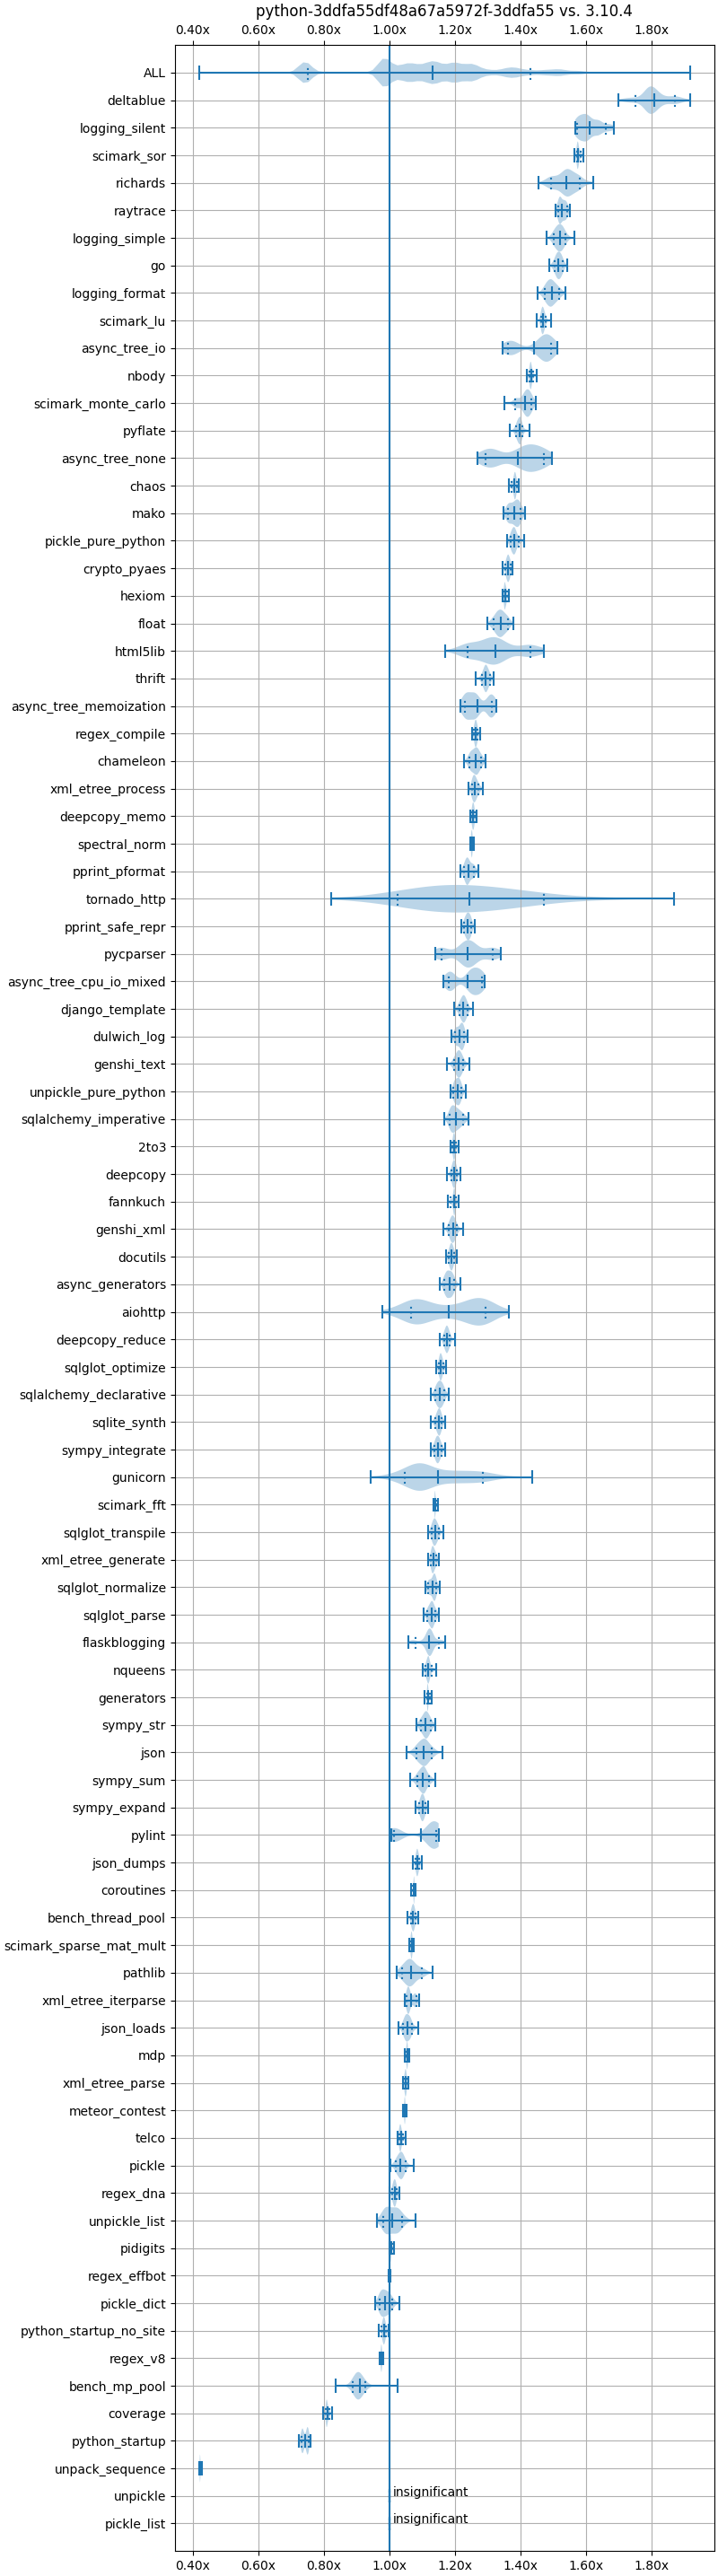 python-3ddfa55df48a67a5972f-3ddfa55 vs. 3.10.4
0.40x 0.60x 0.80x 1.00x 1.20x 1.40x 1.60x 1.80x
ALL
deltablue
logging_silent
scimark_sor
richards
raytrace
logging_simple
go
logging_format
scimark_lu
async_tree_io
nbody
scimark_monte_carlo
pyflate
async_tree_none
chaos
mako
pickle_pure_python
crypto_pyaes
hexiom
float
html5lib
thrift
async_tree_memoization
regex_compile
chameleon
xml_etree_process
deepcopy_memo
spectral_norm
pprint_pformat
tornado_http
pprint_safe_repr
pycparser
async_tree_cpu_io_mixed
django_template
dulwich_log
genshi_text
unpickle_pure_python
sqlalchemy_imperative
2to3
deepcopy
fannkuch
genshi_xml
docutils
async_generators
aiohttp
deepcopy_reduce
sqlglot_optimize
sqlalchemy_declarative
sqlite_synth
sympy_integrate
gunicorn
scimark_fft
sqlglot_transpile
xml_etree_generate
sqlglot_normalize
sqlglot_parse
flaskblogging
nqueens
generators
sympy_str
json
sympy_sum
sympy_expand
pylint
json_dumps
coroutines
bench_thread_pool
scimark_sparse_mat_mult
pathlib
xml_etree_iterparse
json_loads
mdp
xml_etree_parse
meteor_contest
telco
pickle
regex_dna
unpickle_list
pidigits
regex_effbot
pickle_dict
python_startup_no_site
regex_v8
bench_mp_pool
coverage
python_startup
unpack_sequence
unpickle insignificant
pickle_list insignificant
0.40x 0.60x 0.80x 1.00x 1.20x 1.40x 1.60x 1.80x